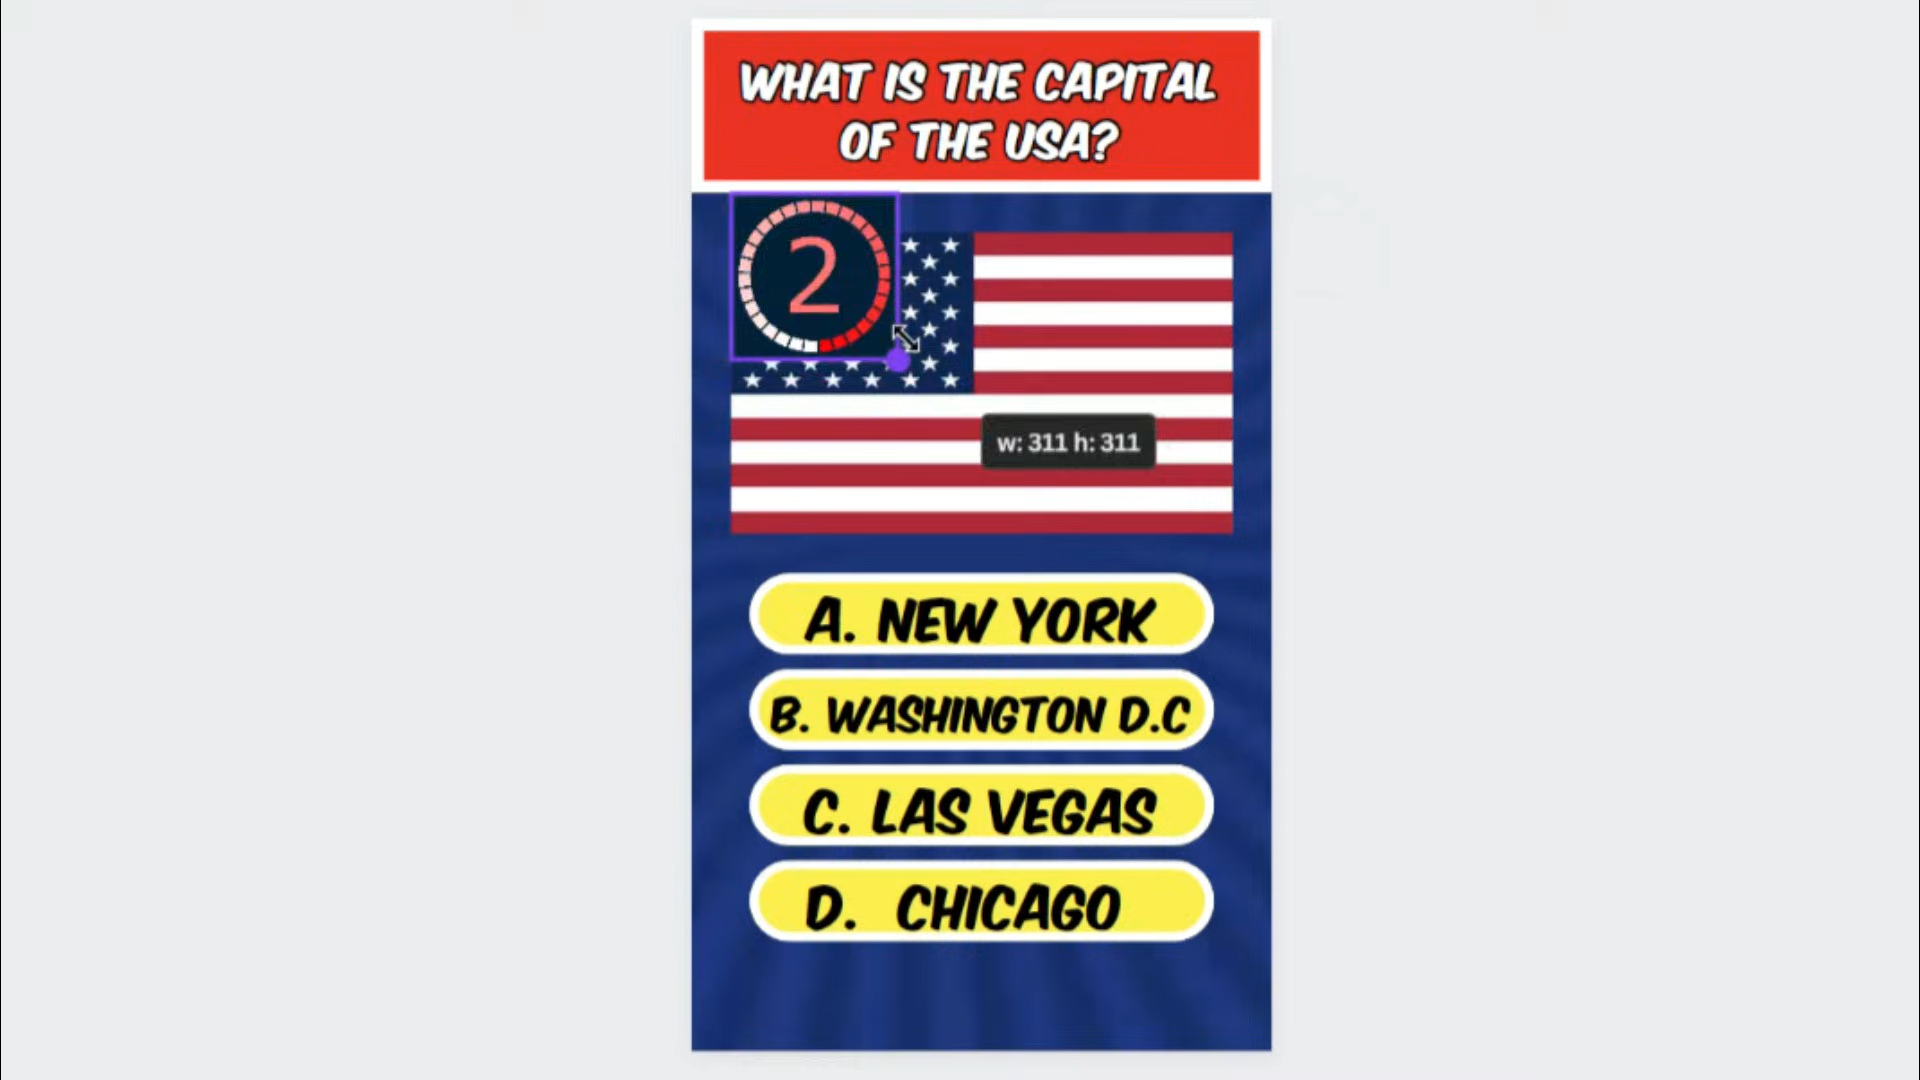 WHAT IS THE CAPITAL
OF THE USA?
2
w: 311 h: 311
A. NEW YORK
B. WASHINGTON D.C
C. LAS VEGAS
D. CHICAGO